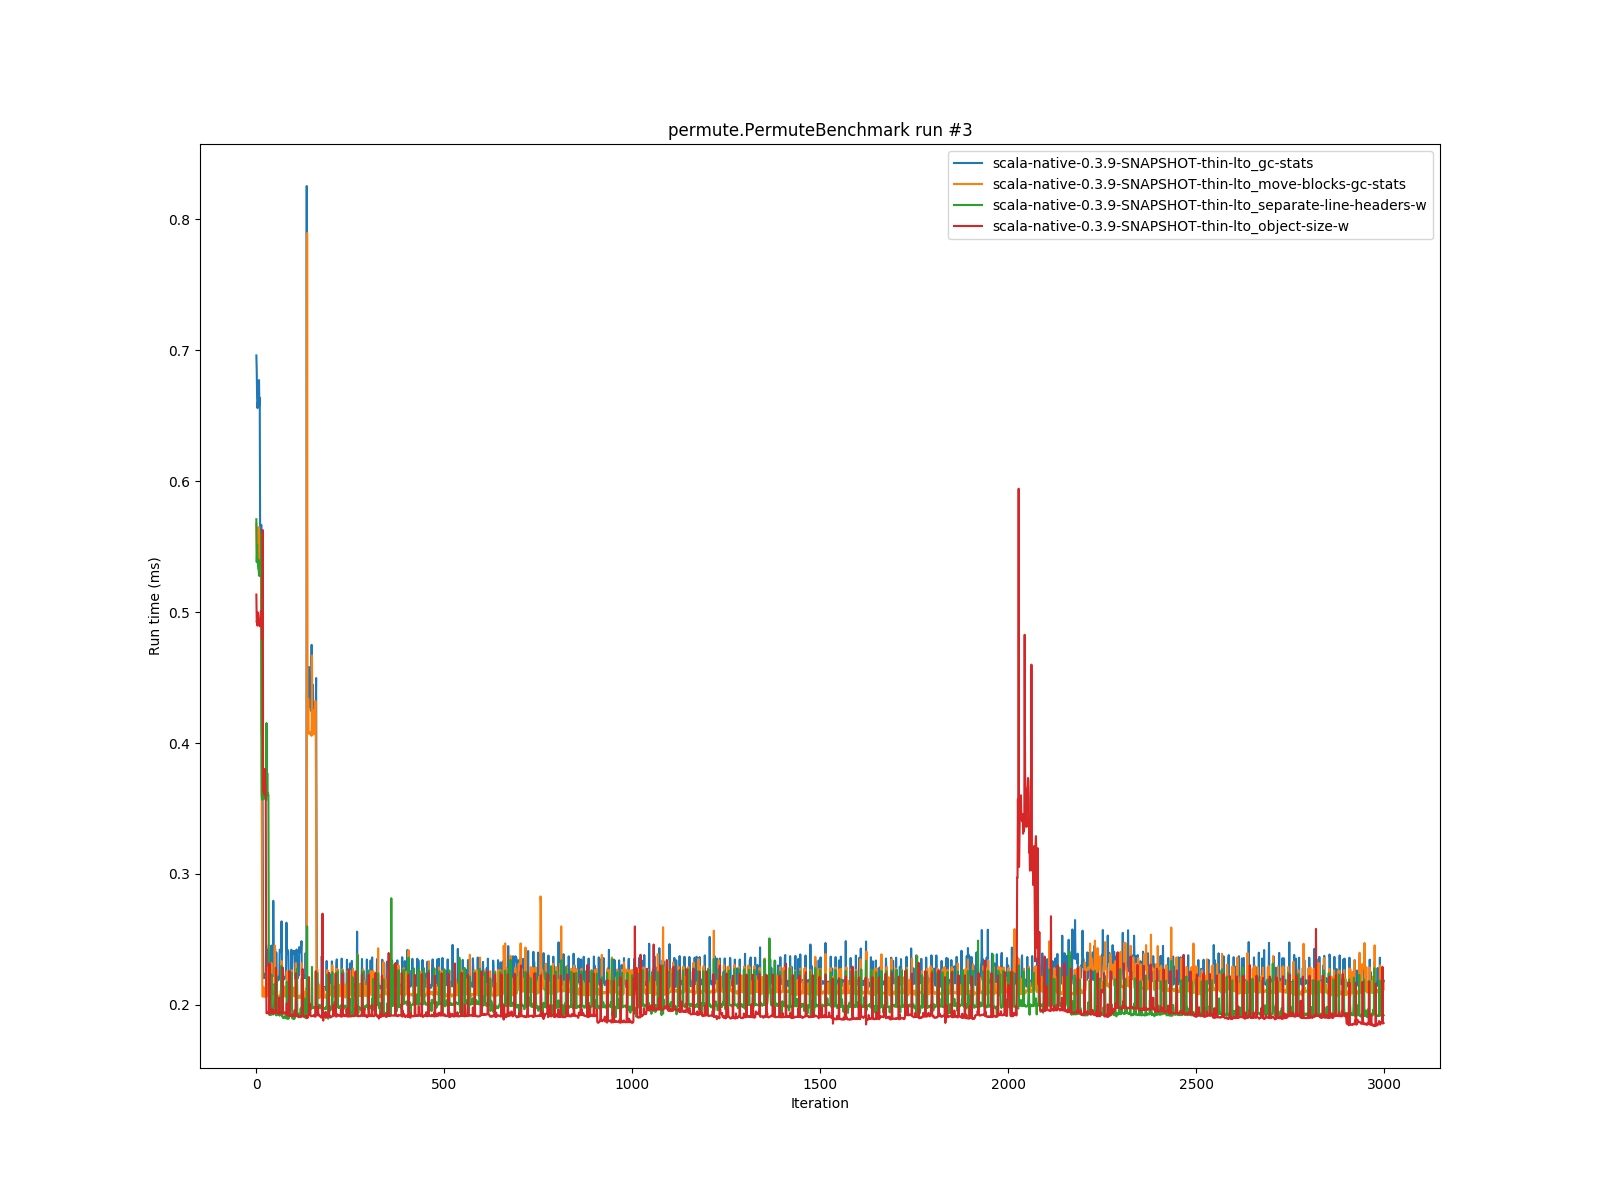 permute.PermuteBenchmark run #3
scala-native-0.3.9-SNAPSHOT-thin-lto_gc-stats
scala-native-0.3.9-SNAPSHOT-thin-lto_move-blocks-gc-stats
scala-native-0.3.9-SNAPSHOT-thin-lto_separate-line-headers-w
scala-native-0.3.9-SNAPSHOT-thin-lto_object-size-w
0.8
0.7
0.6
0.5
0.4
0.3
0.2
Run time (ms)
0 500 1000 1500 2000 2500 3000
Iteration